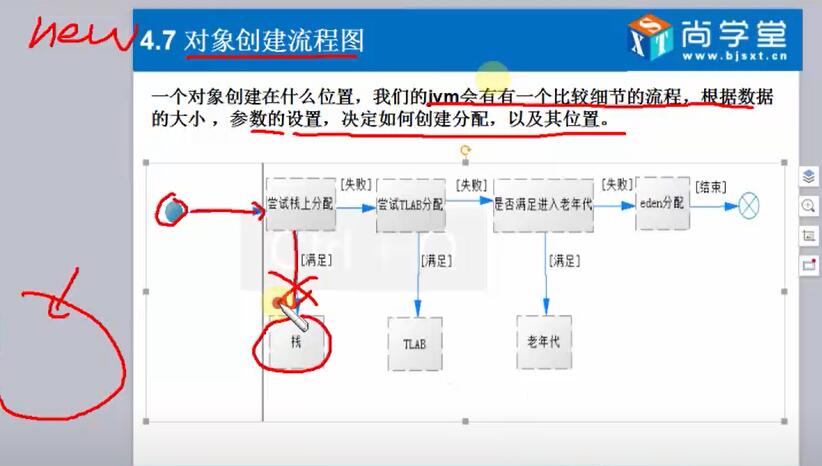 new
4.7 对象创建流程图
尚学堂
www.bjsxt.cn
一个对象创建在什么位置，我们的jvm会有有一个比较细节的流程，根据数据
的大小，参数的设置，决定如何创建分配，以及其位置。
尝试栈上分配
[失败]
尝试TLAB分配
[失败]
是否满足进入老年代
[失败]
eden分配
[结束]
[满足]
[满足]
[满足]
栈
TLAB
老年代